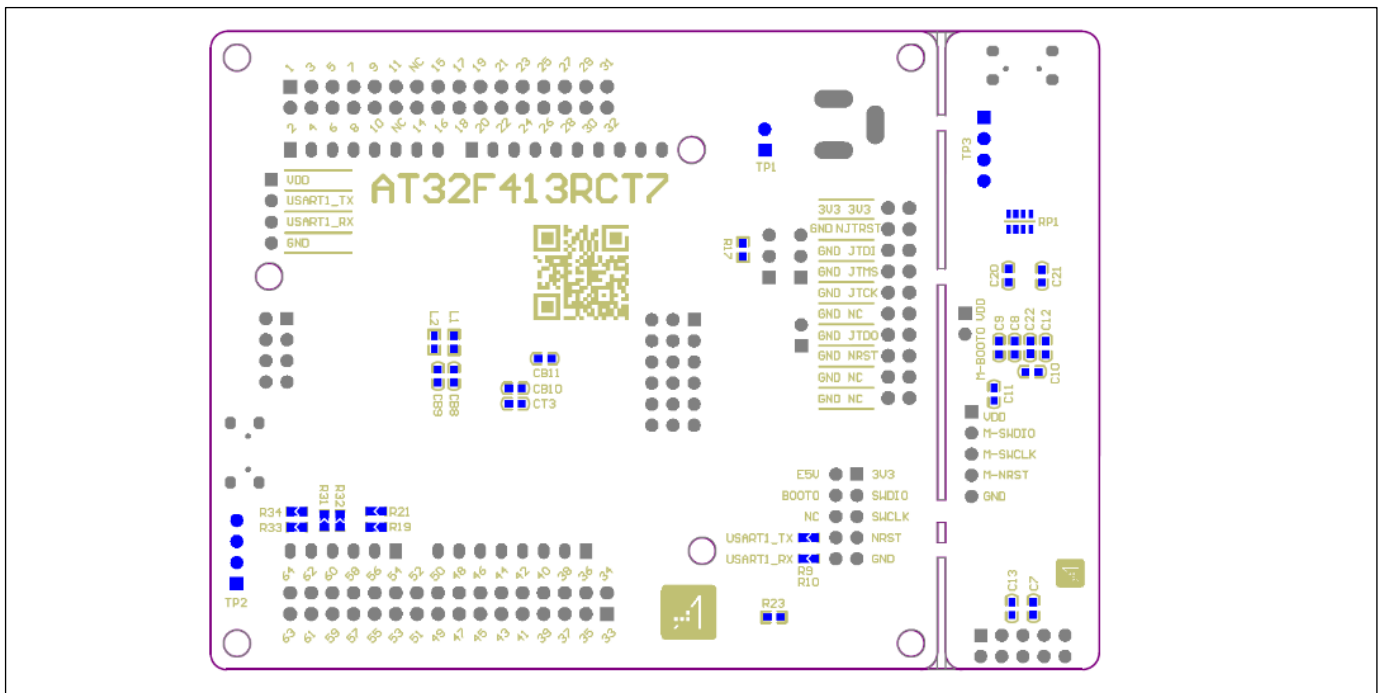 1 3 5 7 9 11 NC 15 17 19 21 23 25 27 29 31
2 4 6 8 10 NC 14 16 18 20 22 24 26 28 30 32
TP1
TP3
VDD
USART1_TX
USART1_RX
GND
AT32F413RCT7
3V3 3V3
GND NJTRST
GND JTDI
GND JTMS
GND JTCK
GND NC
GND JTDO
GND NRST
GND NC
GND NC
R17
RP1
C20
C21
M-BOOT0 VDD
C9
C8
C22
C12
C10
C11
L2
L1
CB11
CB10
CT3
CB9
CB8
VDD
M-SWDIO
M-SWCLK
M-NRST
GND
E5V 3V3
BOOT0 SWDIO
NC SWCLK
USART1_TX NRST
USART1_RX GND
R9
R10
R34
R33
R31
R32
R21
R19
TP2
64 62 60 58 56 54 52 50 48 46 44 42 40 38 36 34
63 61 59 57 55 53 51 49 47 45 43 41 39 37 35 33
R23
C13
C7